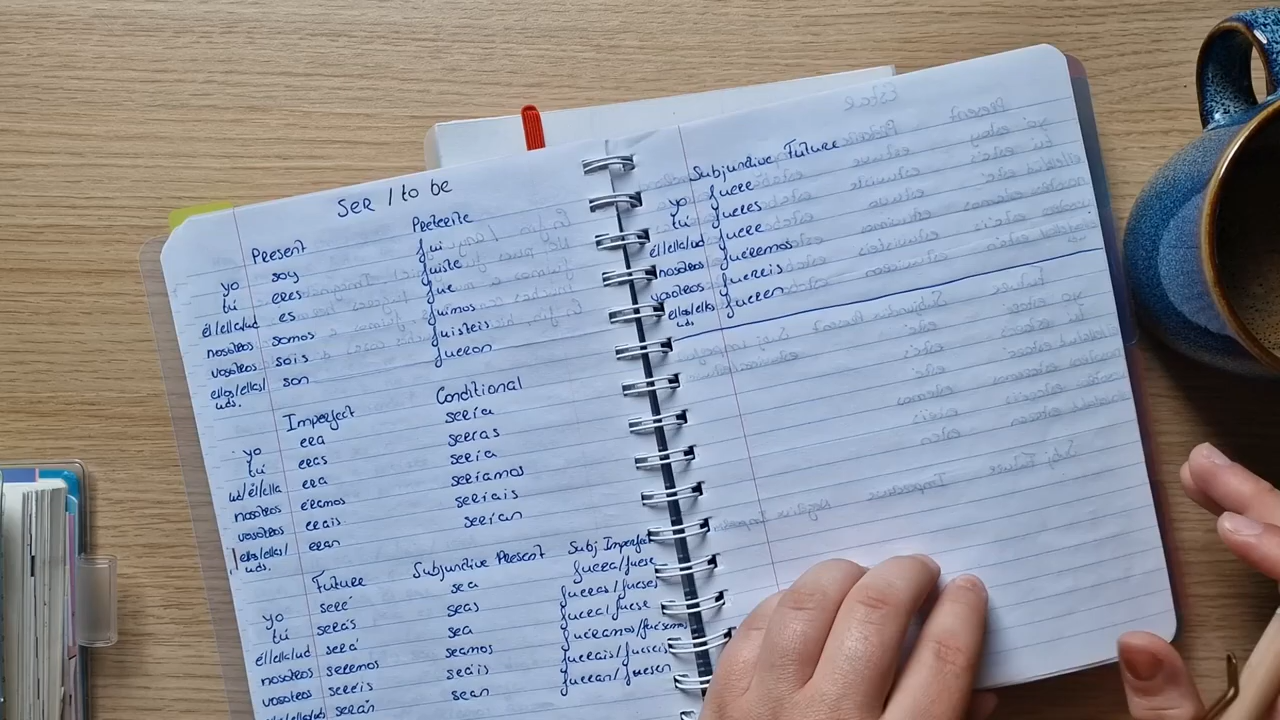 SER / to be
Present Preterite
yo soy fui
tú eres fuiste
él/ella/ud es fue
nosotros somos fuimos
vosotros sois fuisteis
ellos/ellas/ son fueron
uds.
Imperfect Conditional
yo era sería
tú eras serías
ud/él/ella era sería
nosotros éramos seríamos
vosotros erais seríais
ellos/ellas/ eran serían
uds.
Future Subjunctive Present Subj Imperfect
yo seré sea fuera/fuese
tú serás seas fueras/fueses
él/ella/ud será sea fuera/fuese
nosotros seremos seamos fuéramos/fuésemos
vosotros seréis seáis fuerais/fueseis
ellos/ellas/uds serán sean fueran/fuesen
Subjunctive Future
yo fuere
tú fueres
él/ella/ud fuere
nosotros fuéremos
vosotros fuereis
ellos/ellas fueren
uds.